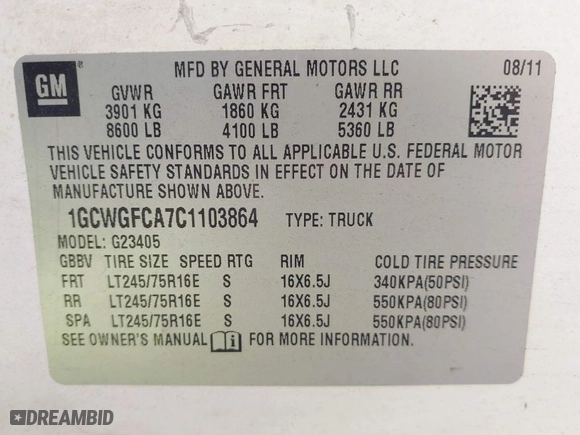 GM ® MFD BY GENERAL MOTORS LLC 08/11
GVWR GAWR FRT GAWR RR
3901 KG 1860 KG 2431 KG
8600 LB 4100 LB 5360 LB
THIS VEHICLE CONFORMS TO ALL APPLICABLE U.S. FEDERAL MOTOR
VEHICLE SAFETY STANDARDS IN EFFECT ON THE DATE OF
MANUFACTURE SHOWN ABOVE.
1GCWGFCA7C1103864 TYPE: TRUCK
MODEL: G23405
GBBV TIRE SIZE SPEED RTG RIM COLD TIRE PRESSURE
FRT LT245/75R16E S 16X6.5J 340KPA(50PSI)
RR LT245/75R16E S 16X6.5J 550KPA(80PSI)
SPA LT245/75R16E S 16X6.5J 550KPA(80PSI)
SEE OWNER'S MANUAL i FOR MORE INFORMATION.
DREAMBID